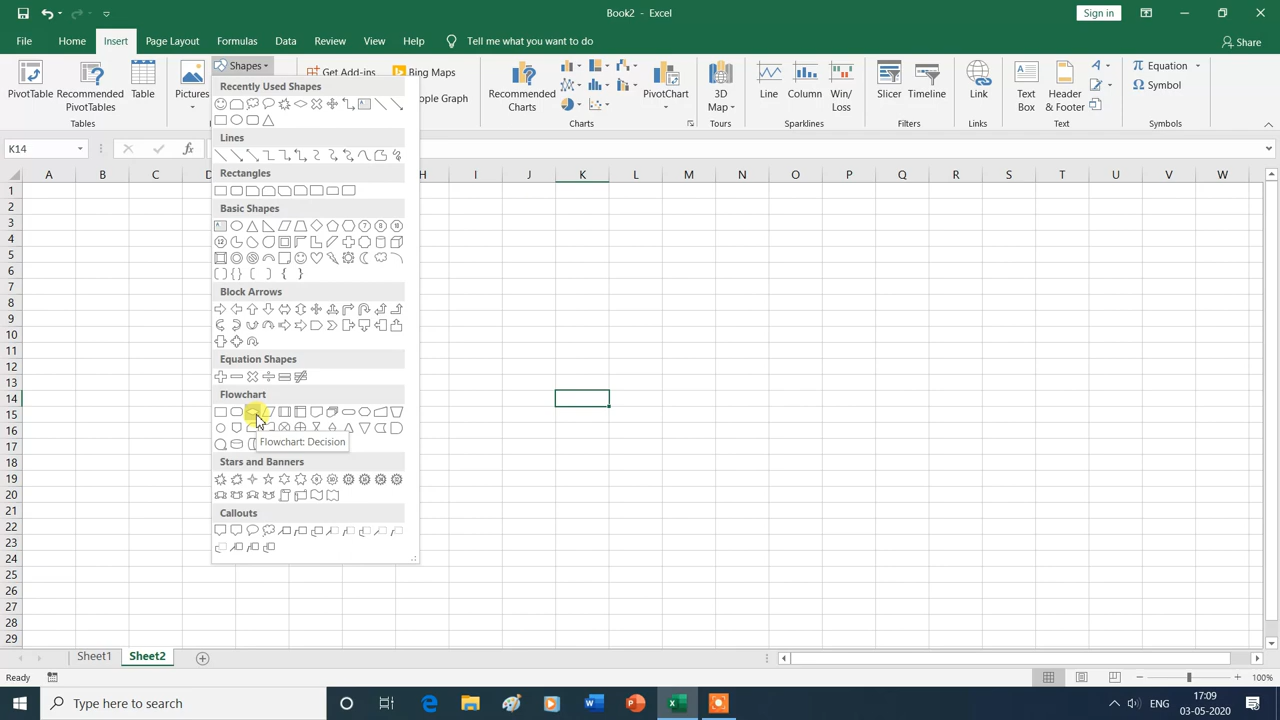 Book2 - Excel
Sign in
File Home Insert Page Layout Formulas Data Review View Help Tell me what you want to do Share
Shapes
Get Add-ins
Bing Maps
Equation
Symbol
ple Graph
PivotTable Recommended PivotTables Table Pictures Recommended Charts PivotChart 3D Map Line Column Win/Loss Slicer Timeline Link Text Box Header & Footer
Tables Charts Tours Sparklines Filters Text Symbols
K14 fx
Recently Used Shapes
Lines
Rectangles
Basic Shapes
Block Arrows
Equation Shapes
Flowchart
Flowchart: Decision
Stars and Banners
Callouts
A B C D H I J K L M N O P Q R S T U V W
1
2
3
4
5
6
7
8
9
10
11
12
13
14
15
16
17
18
19
20
21
22
23
24
25
26
27
28
29
Sheet1 Sheet2
Ready 100%
Type here to search
ENG
17:09
03-05-2020